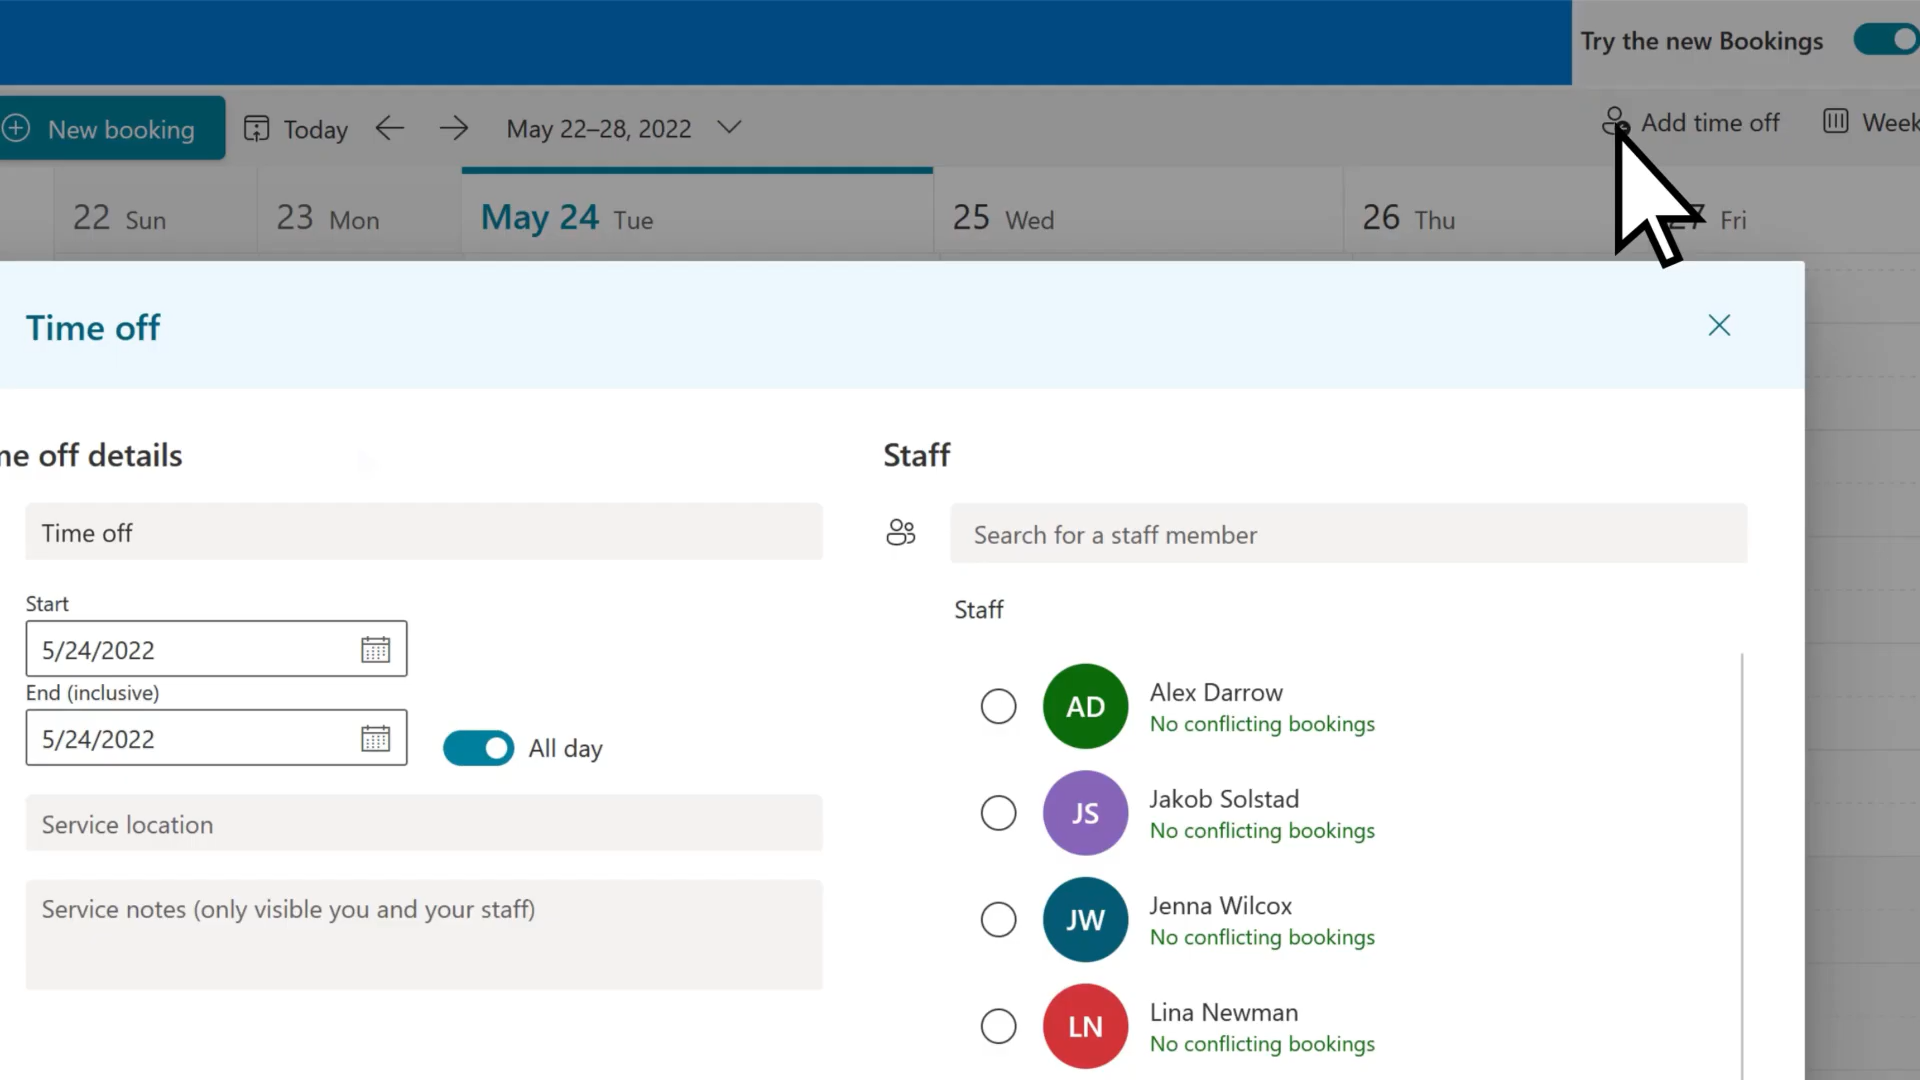 Try the new Bookings
New booking
Today
May 22–28, 2022
Add time off
Week
22 Sun
23 Mon
May 24 Tue
25 Wed
26 Thu
27 Fri
Time off
me off details
Time off
Start
5/24/2022
End (inclusive)
5/24/2022
All day
Service location
Service notes (only visible you and your staff)
Staff
Search for a staff member
Staff
AD
Alex Darrow
No conflicting bookings
JS
Jakob Solstad
No conflicting bookings
JW
Jenna Wilcox
No conflicting bookings
LN
Lina Newman
No conflicting bookings